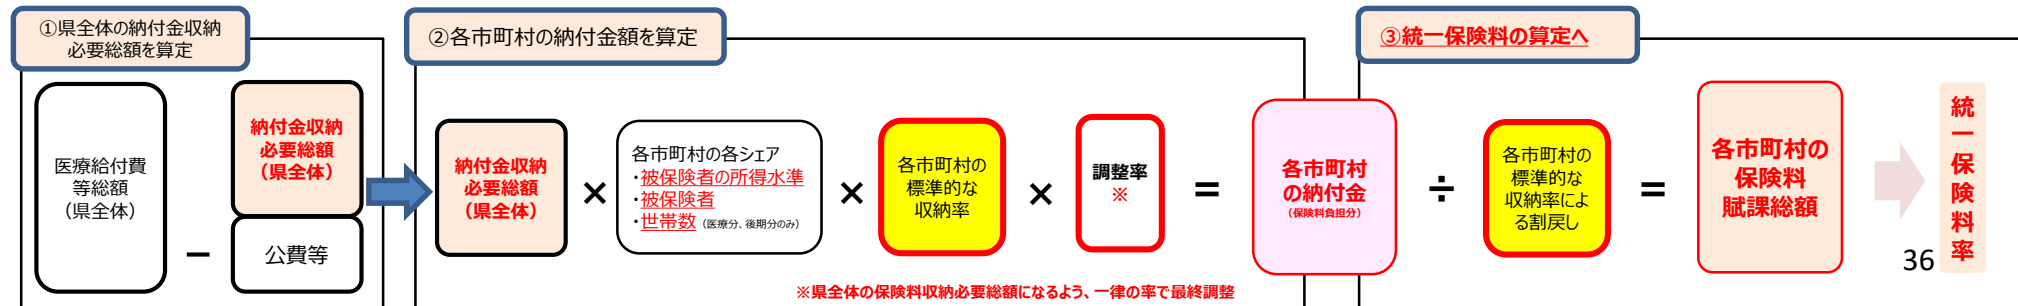 ①県全体の納付金収納
必要総額を算定
医療給付費
等総額
（県全体）
−
納付金収納
必要総額
（県全体）
公費等
②各市町村の納付金額を算定
納付金収納
必要総額
（県全体）
×
各市町村の各シェア
・被保険者の所得水準
・被保険者
・世帯数（医療分、後期分のみ）
×
各市町村の
標準的な
収納率
×
調整率
※
＝
各市町村
の納付金
（保険料負担分）
※県全体の保険料収納必要総額になるよう、一律の率で最終調整
③統一保険料の算定へ
÷
各市町村の
標準的な
収納率によ
る割戻し
＝
各市町村の
保険料
賦課総額
統一保険料率
36